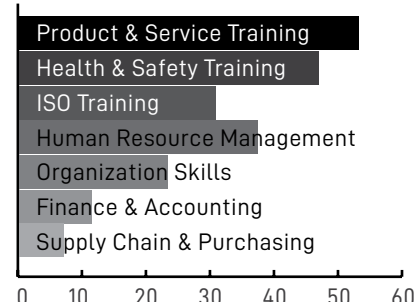 Product & Service Training
Health & Safety Training
ISO Training
Human Resource Management
Organization Skills
Finance & Accounting
Supply Chain & Purchasing
0 10 20 30 40 50 60